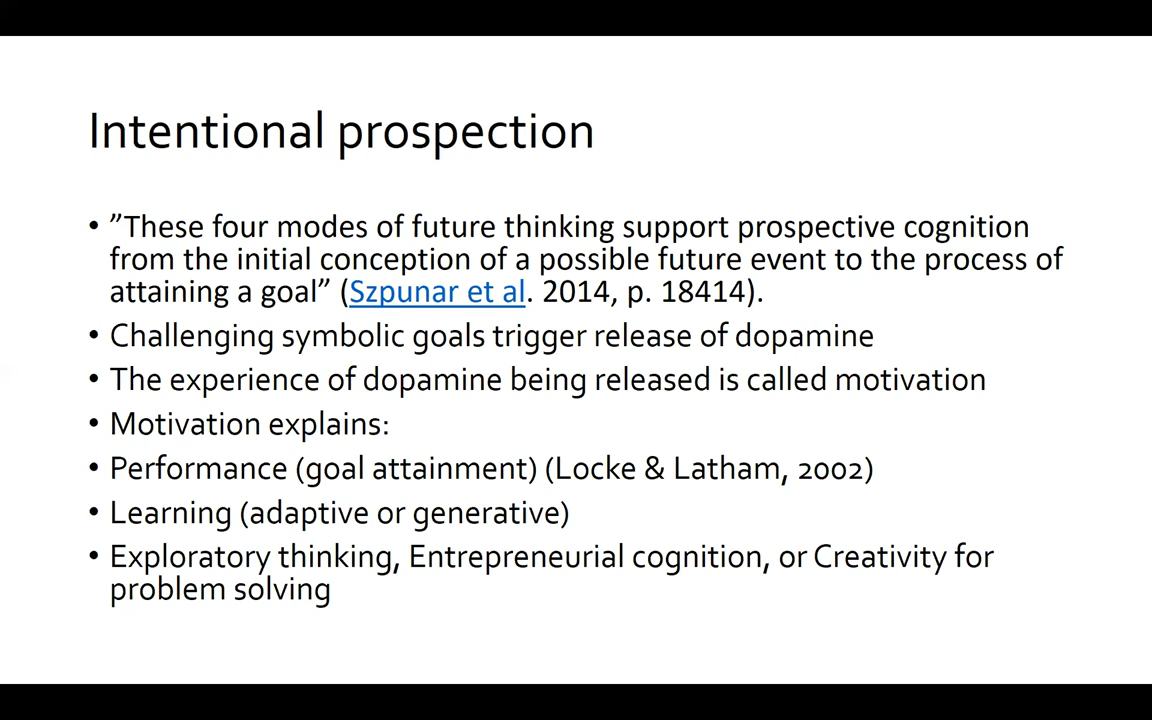 Intentional prospection
• ”These four modes of future thinking support prospective cognition
from the initial conception of a possible future event to the process of
attaining a goal” (Szpunar et al. 2014, p. 18414).
• Challenging symbolic goals trigger release of dopamine
• The experience of dopamine being released is called motivation
• Motivation explains:
• Performance (goal attainment) (Locke & Latham, 2002)
• Learning (adaptive or generative)
• Exploratory thinking, Entrepreneurial cognition, or Creativity for
problem solving